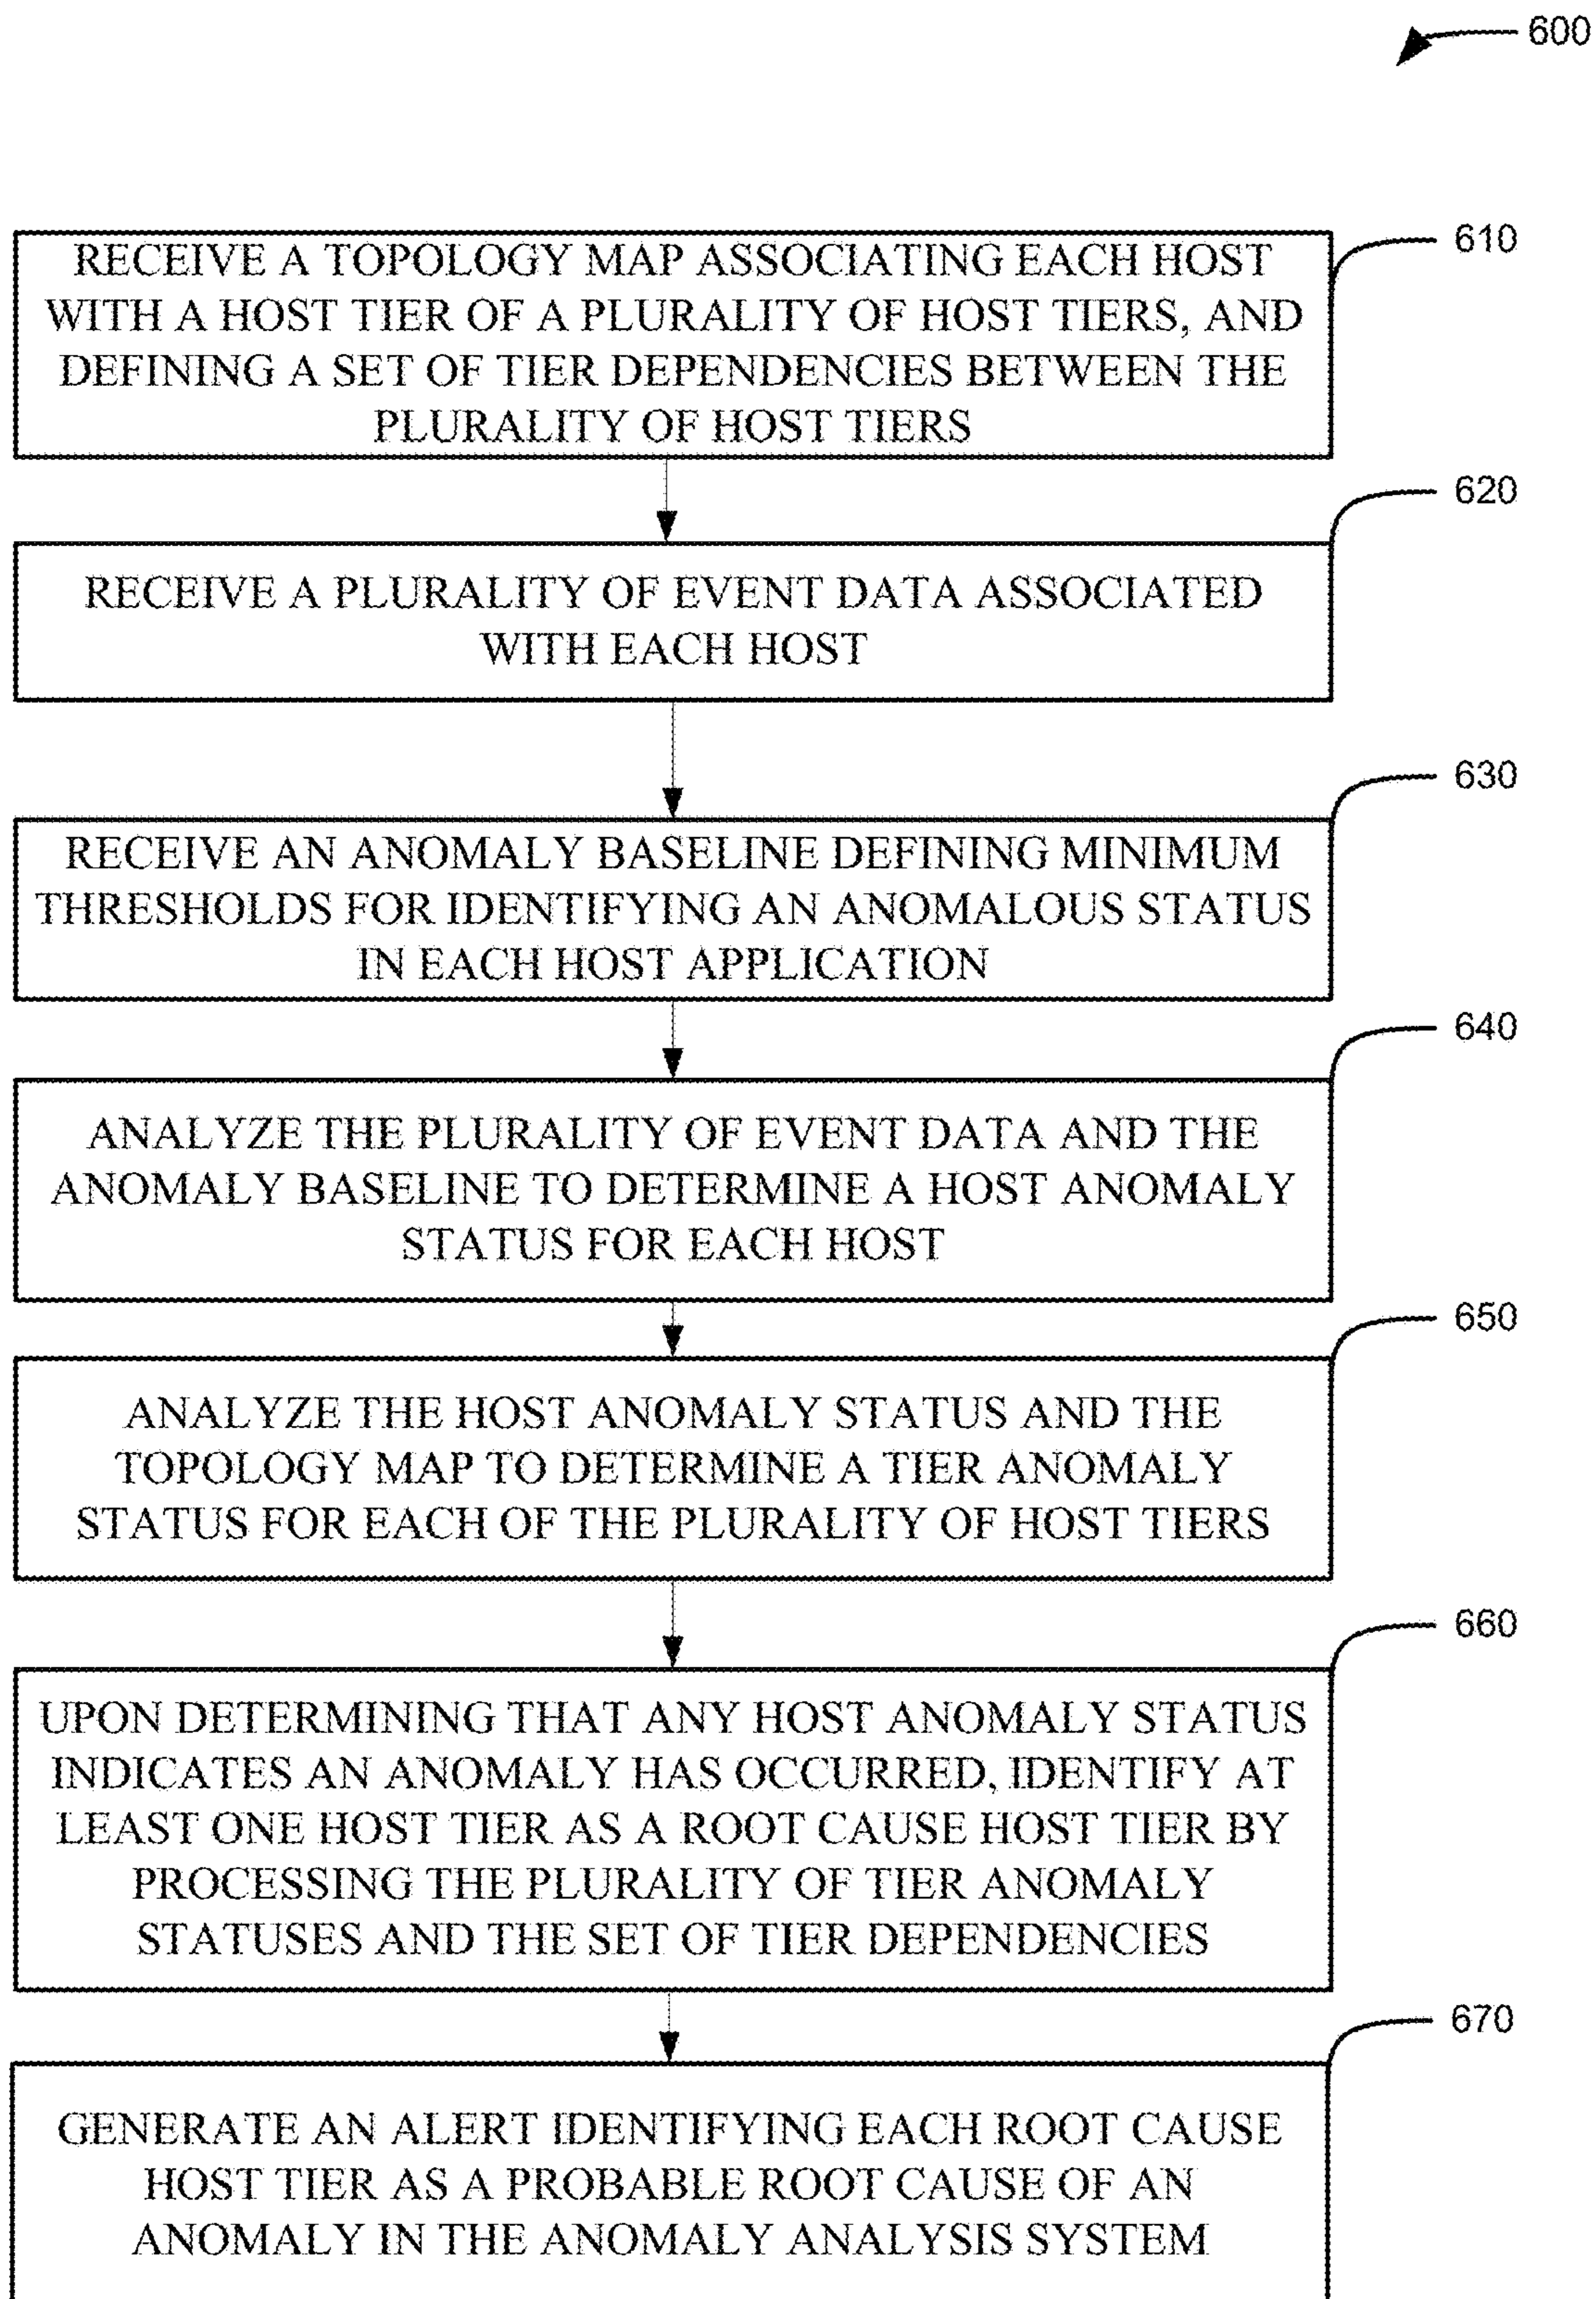 600
610
RECEIVE A TOPOLOGY MAP ASSOCIATING EACH HOST
WITH A HOST TIER OF A PLURALITY OF HOST TIERS, AND
DEFINING A SET OF TIER DEPENDENCIES BETWEEN THE
PLURALITY OF HOST TIERS
620
RECEIVE A PLURALITY OF EVENT DATA ASSOCIATED
WITH EACH HOST
630
RECEIVE AN ANOMALY BASELINE DEFINING MINIMUM
THRESHOLDS FOR IDENTIFYING AN ANOMALOUS STATUS
IN EACH HOST APPLICATION
640
ANALYZE THE PLURALITY OF EVENT DATA AND THE
ANOMALY BASELINE TO DETERMINE A HOST ANOMALY
STATUS FOR EACH HOST
650
ANALYZE THE HOST ANOMALY STATUS AND THE
TOPOLOGY MAP TO DETERMINE A TIER ANOMALY
STATUS FOR EACH OF THE PLURALITY OF HOST TIERS
660
UPON DETERMINING THAT ANY HOST ANOMALY STATUS
INDICATES AN ANOMALY HAS OCCURRED, IDENTIFY AT
LEAST ONE HOST TIER AS A ROOT CAUSE HOST TIER BY
PROCESSING THE PLURALITY OF TIER ANOMALY
STATUSES AND THE SET OF TIER DEPENDENCIES
670
GENERATE AN ALERT IDENTIFYING EACH ROOT CAUSE
HOST TIER AS A PROBABLE ROOT CAUSE OF AN
ANOMALY IN THE ANOMALY ANALYSIS SYSTEM